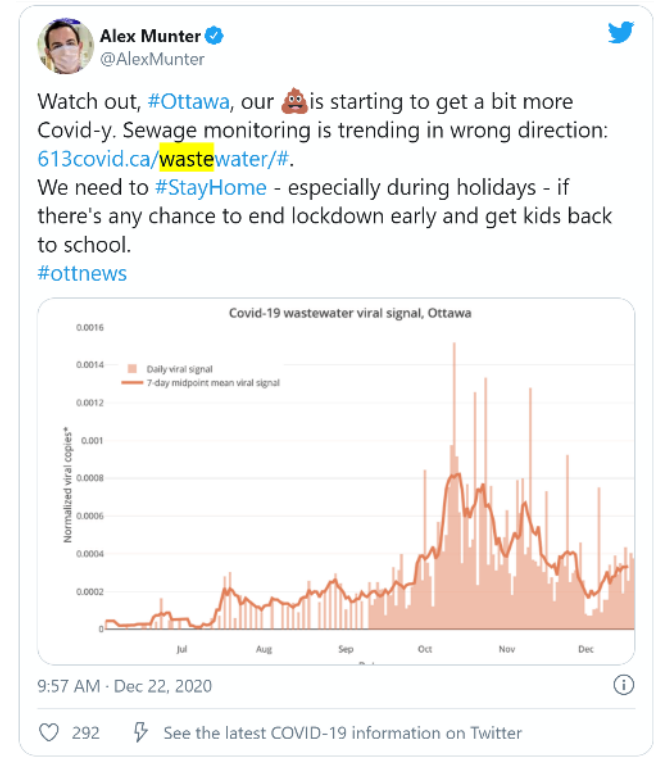 Alex Munter
@AlexMunter
Watch out, #Ottawa, our 💩 is starting to get a bit more
Covid-y. Sewage monitoring is trending in wrong direction:
613covid.ca/wastewater/#.
We need to #StayHome - especially during holidays - if
there's any chance to end lockdown early and get kids back
to school.
#ottnews
Covid-19 wastewater viral signal, Ottawa
0.0016
0.0014
0.0012
0.001
0.0008
0.0006
0.0004
0.0002
0
Normalized viral copies*
Daily viral signal
7-day midpoint mean viral signal
Jul Aug Sep Oct Nov Dec
9:57 AM · Dec 22, 2020
292
See the latest COVID-19 information on Twitter